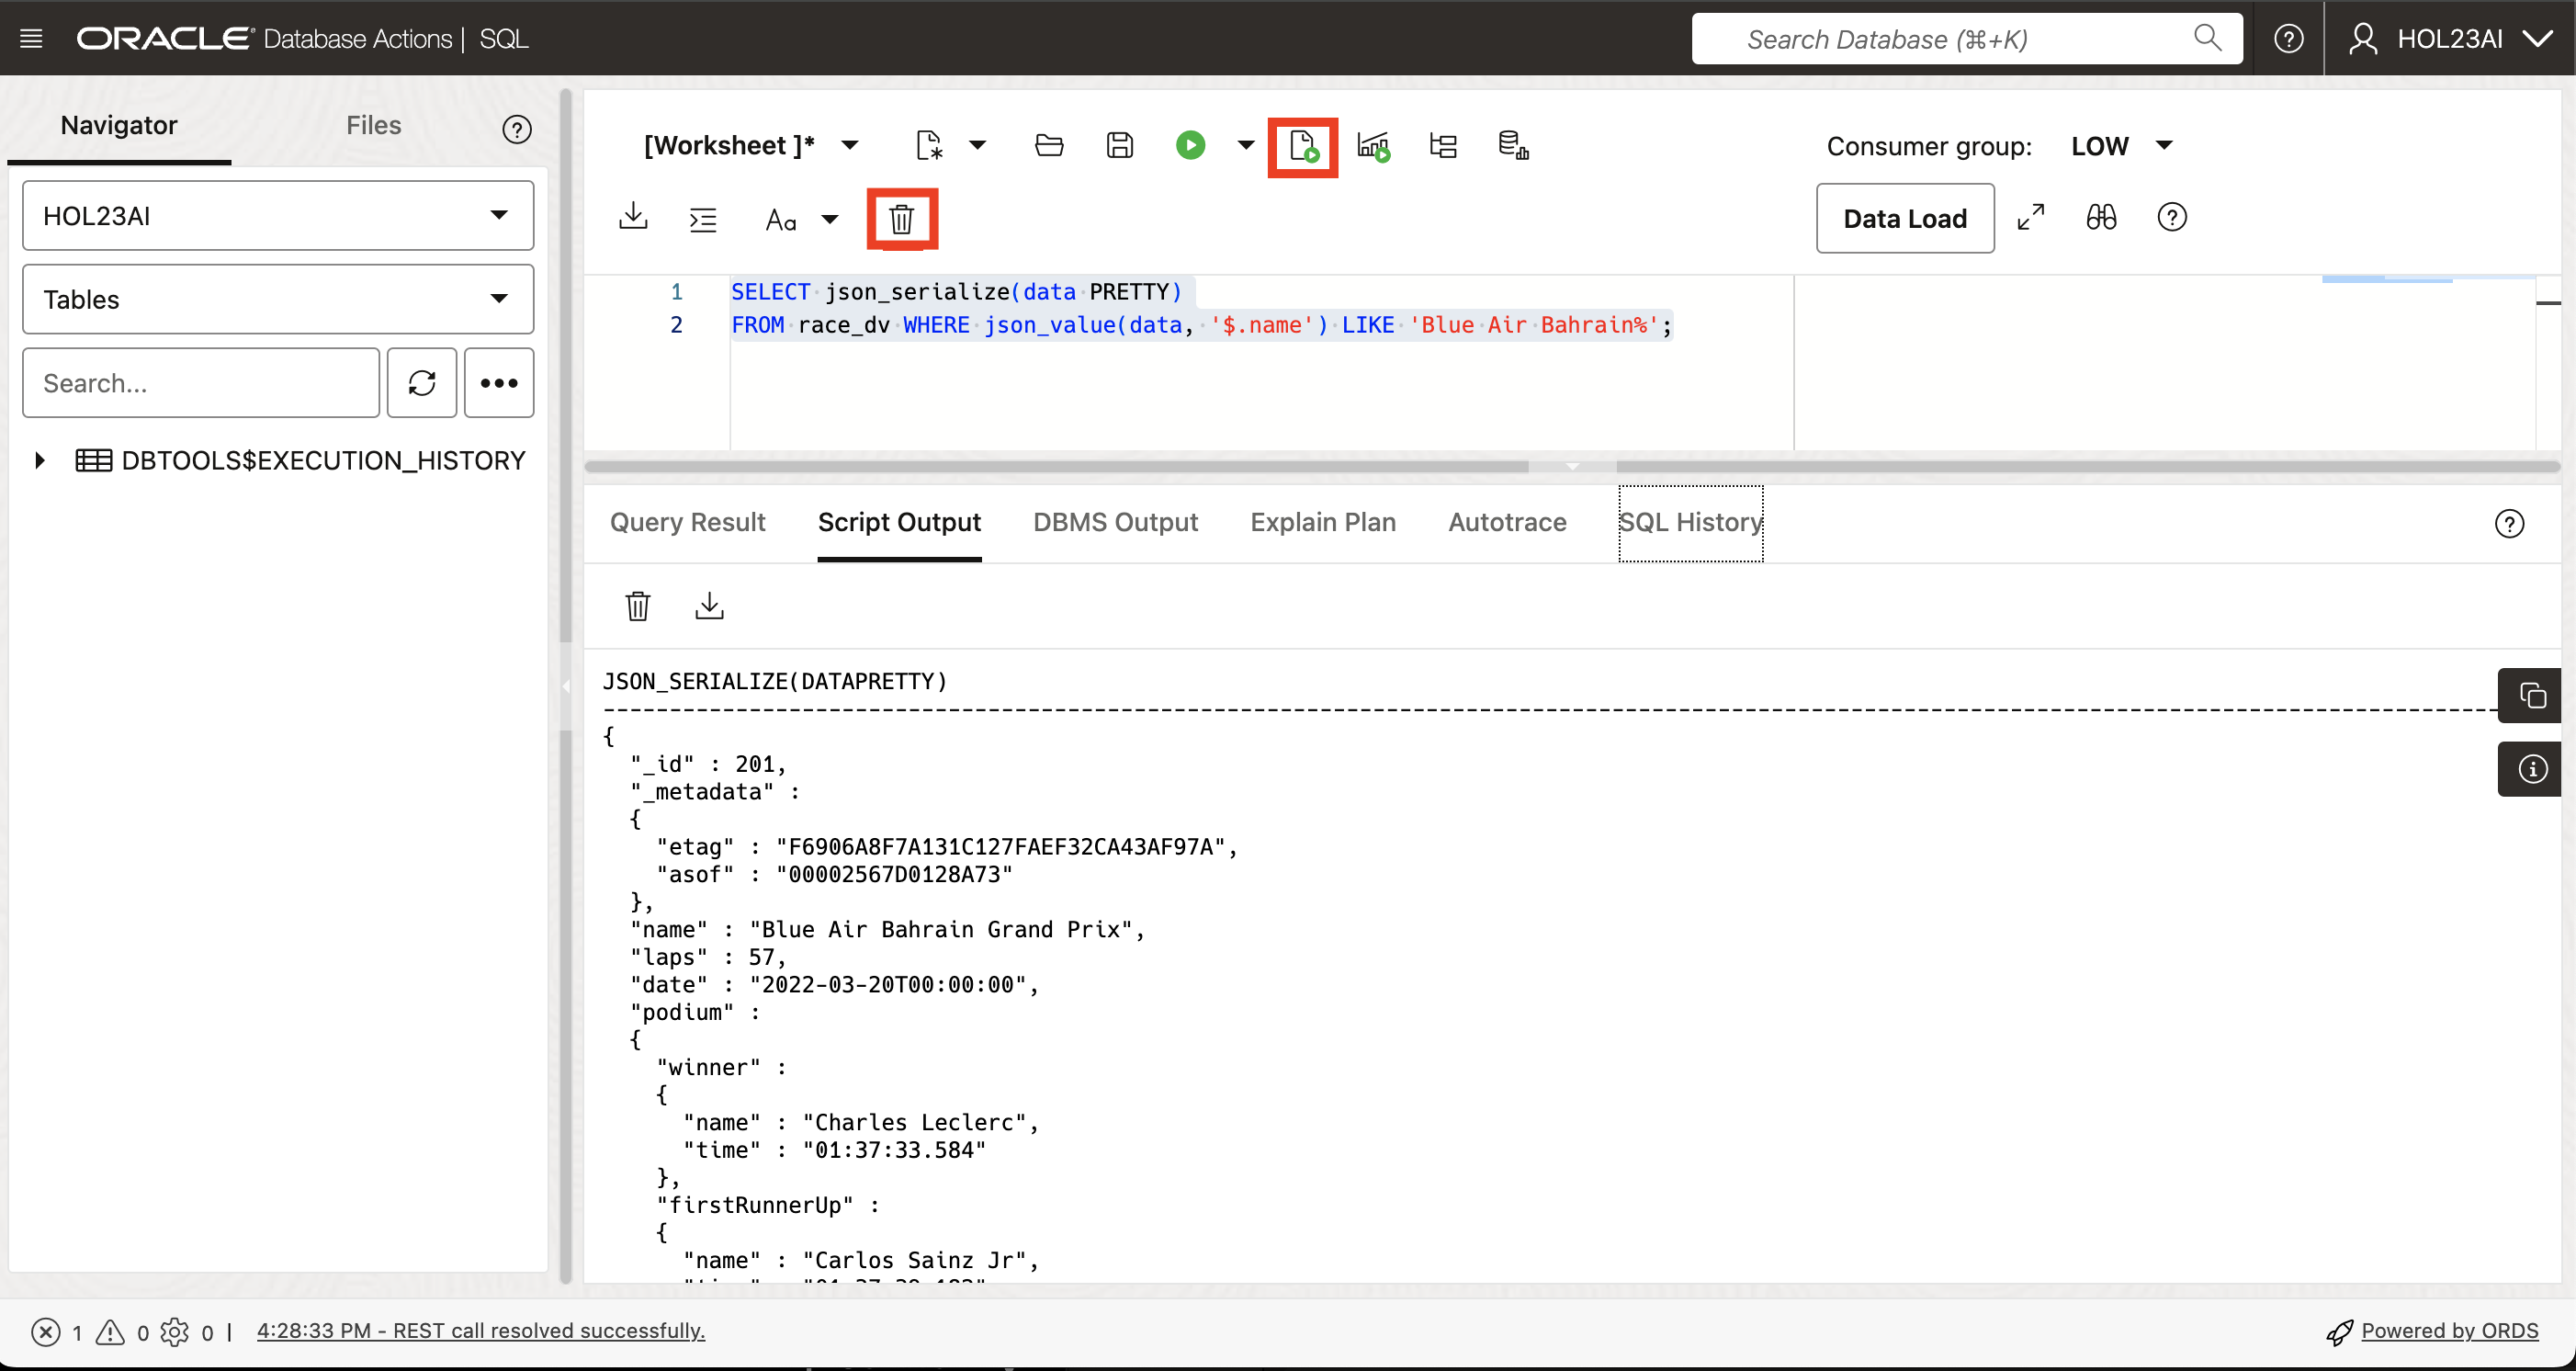 ORACLE Database Actions | SQL
Search Database (⌘+K)
HOL23AI
Navigator
Files
HOL23AI
Tables
Search...
DBTOOLS$EXECUTION_HISTORY
[Worksheet ]*
Consumer group: LOW
Aa
Data Load
1 SELECT json_serialize(data PRETTY)
2 FROM race_dv WHERE json_value(data, '$.name') LIKE 'Blue Air Bahrain%';
Query Result
Script Output
DBMS Output
Explain Plan
Autotrace
SQL History
JSON_SERIALIZE(DATAPRETTY)
{
"_id" : 201,
"_metadata" :
{
"etag" : "F6906A8F7A131C127FAEF32CA43AF97A",
"asof" : "00002567D0128A73"
},
"name" : "Blue Air Bahrain Grand Prix",
"laps" : 57,
"date" : "2022-03-20T00:00:00",
"podium" :
{
"winner" :
{
"name" : "Charles Leclerc",
"time" : "01:37:33.584"
},
"firstRunnerUp" :
{
"name" : "Carlos Sainz Jr",
1 0 0 | 4:28:33 PM - REST call resolved successfully.
Powered by ORDS